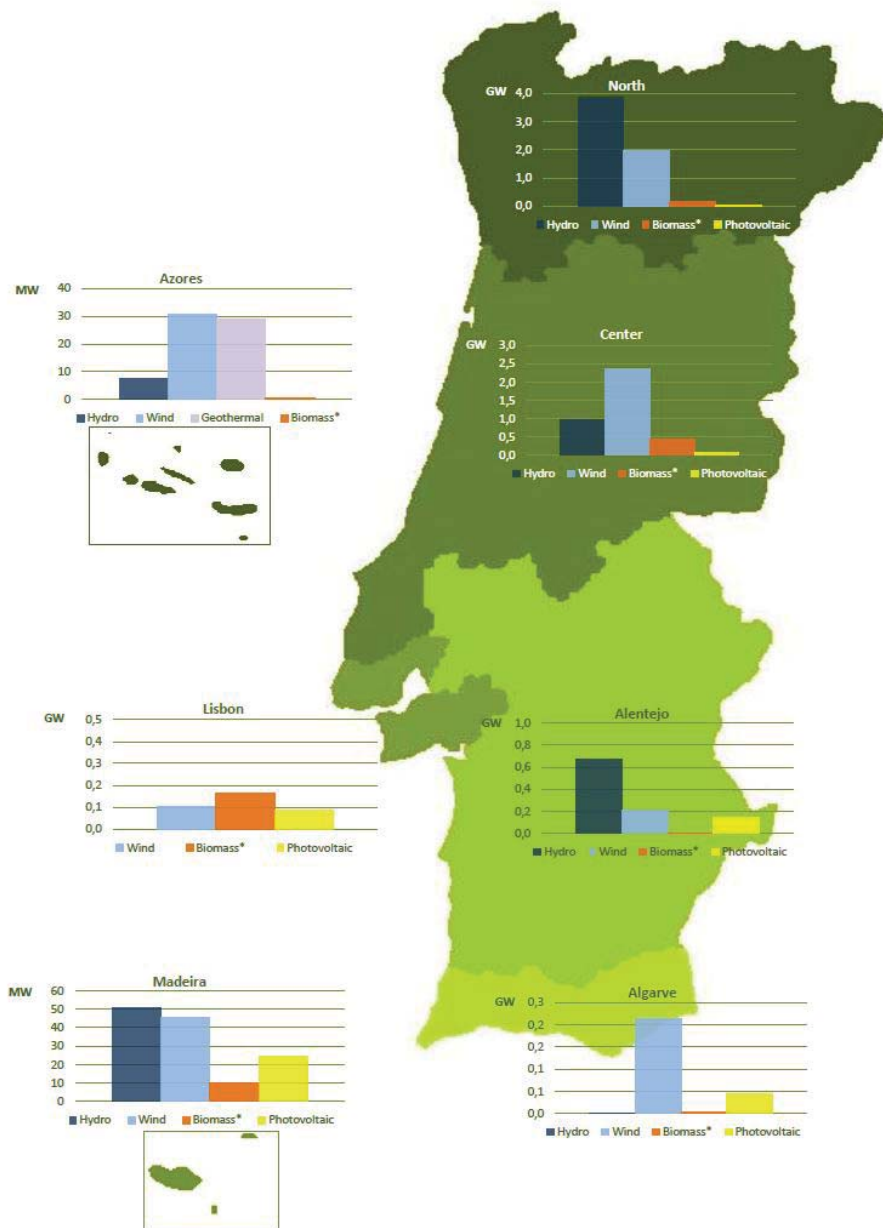 North
GW
4,0
3,0
2,0
1,0
0,0
Hydro Wind Biomass* Photovoltaic
Azores
MW
40
30
20
10
0
Hydro Wind Geothermal Biomass*
Center
GW
3,0
2,5
2,0
1,5
1,0
0,5
0,0
Hydro Wind Biomass* Photovoltaic
Lisbon
GW
0,5
0,4
0,3
0,2
0,1
0,0
Wind Biomass* Photovoltaic
Alentejo
GW
1,0
0,8
0,6
0,4
0,2
0,0
Hydro Wind Biomass* Photovoltaic
Madeira
MW
60
50
40
30
20
10
0
Hydro Wind Biomass* Photovoltaic
Algarve
GW
0,3
0,2
0,2
0,1
0,1
0,0
Hydro Wind Biomass* Photovoltaic